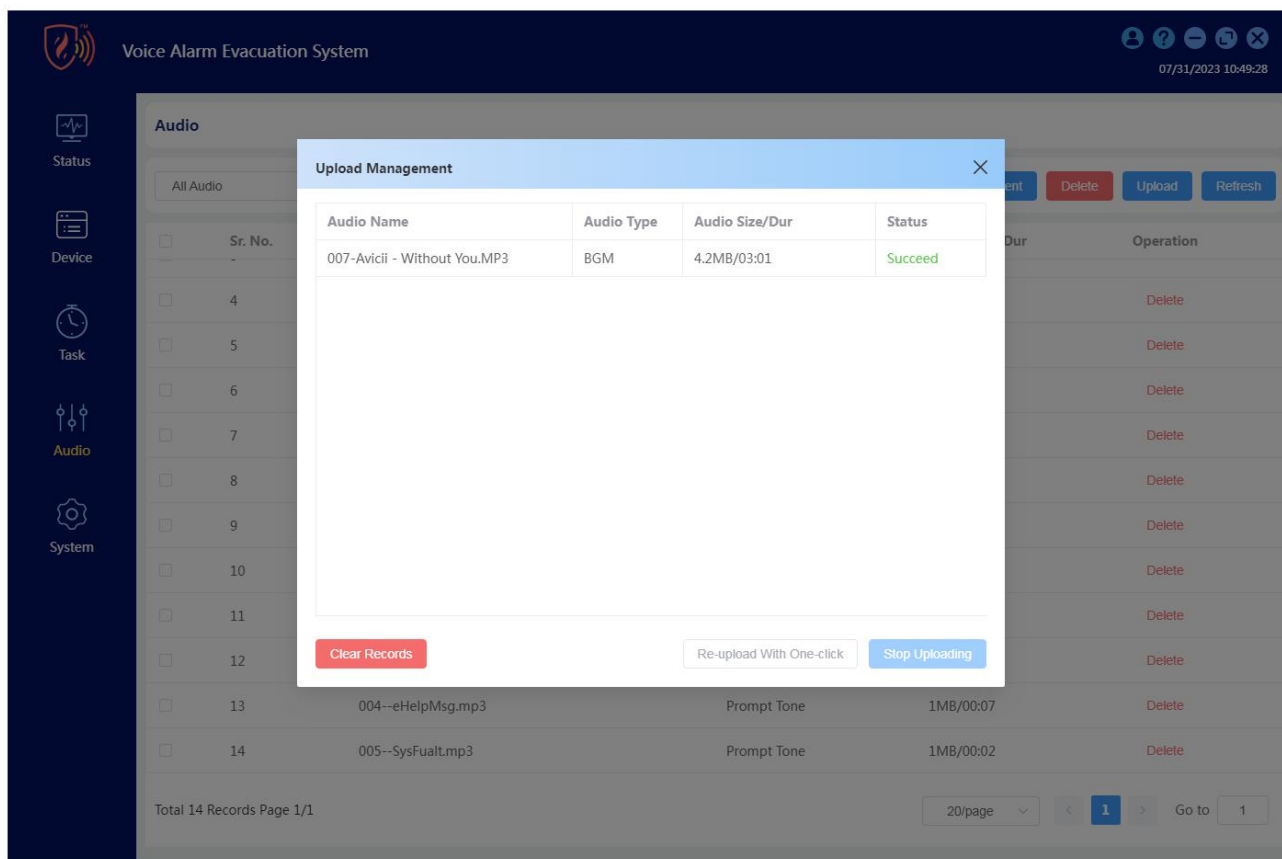 TM
Voice Alarm Evacuation System
07/31/2023 10:49:28
Status
Device
Task
Audio
System
Audio
All Audio
ent Delete Upload Refresh
Sr. No. Dur Operation
Upload Management
Audio Name Audio Type Audio Size/Dur Status
007-Avicii - Without You.MP3 BGM 4.2MB/03:01 Succeed
Clear Records Re-upload With One-click Stop Uploading
4 Delete
5 Delete
6 Delete
7 Delete
8 Delete
9 Delete
10 Delete
11 Delete
12 Delete
13 004--eHelpMsg.mp3 Prompt Tone 1MB/00:07 Delete
14 005--SysFualt.mp3 Prompt Tone 1MB/00:02 Delete
Total 14 Records Page 1/1 20/page 1 Go to 1